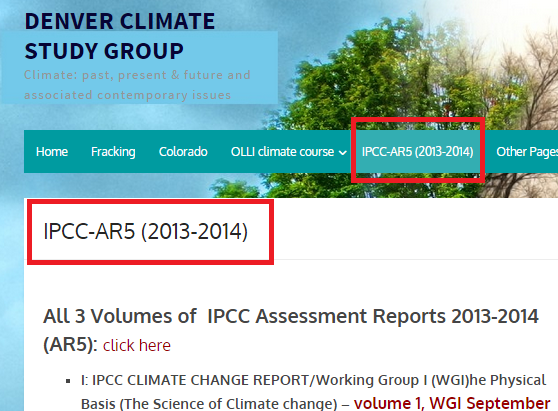 DENVER CLIMATE
STUDY GROUP
Climate: past, present & future and
associated contemporary issues
Home Fracking Colorado OLLI climate course IPCC-AR5 (2013-2014) Other Pages
IPCC-AR5 (2013-2014)
All 3 Volumes of IPCC Assessment Reports 2013-2014
(AR5): click here
I: IPCC CLIMATE CHANGE REPORT/Working Group I (WGI)he Physical
Basis (The Science of Climate change) – volume 1, WGI September